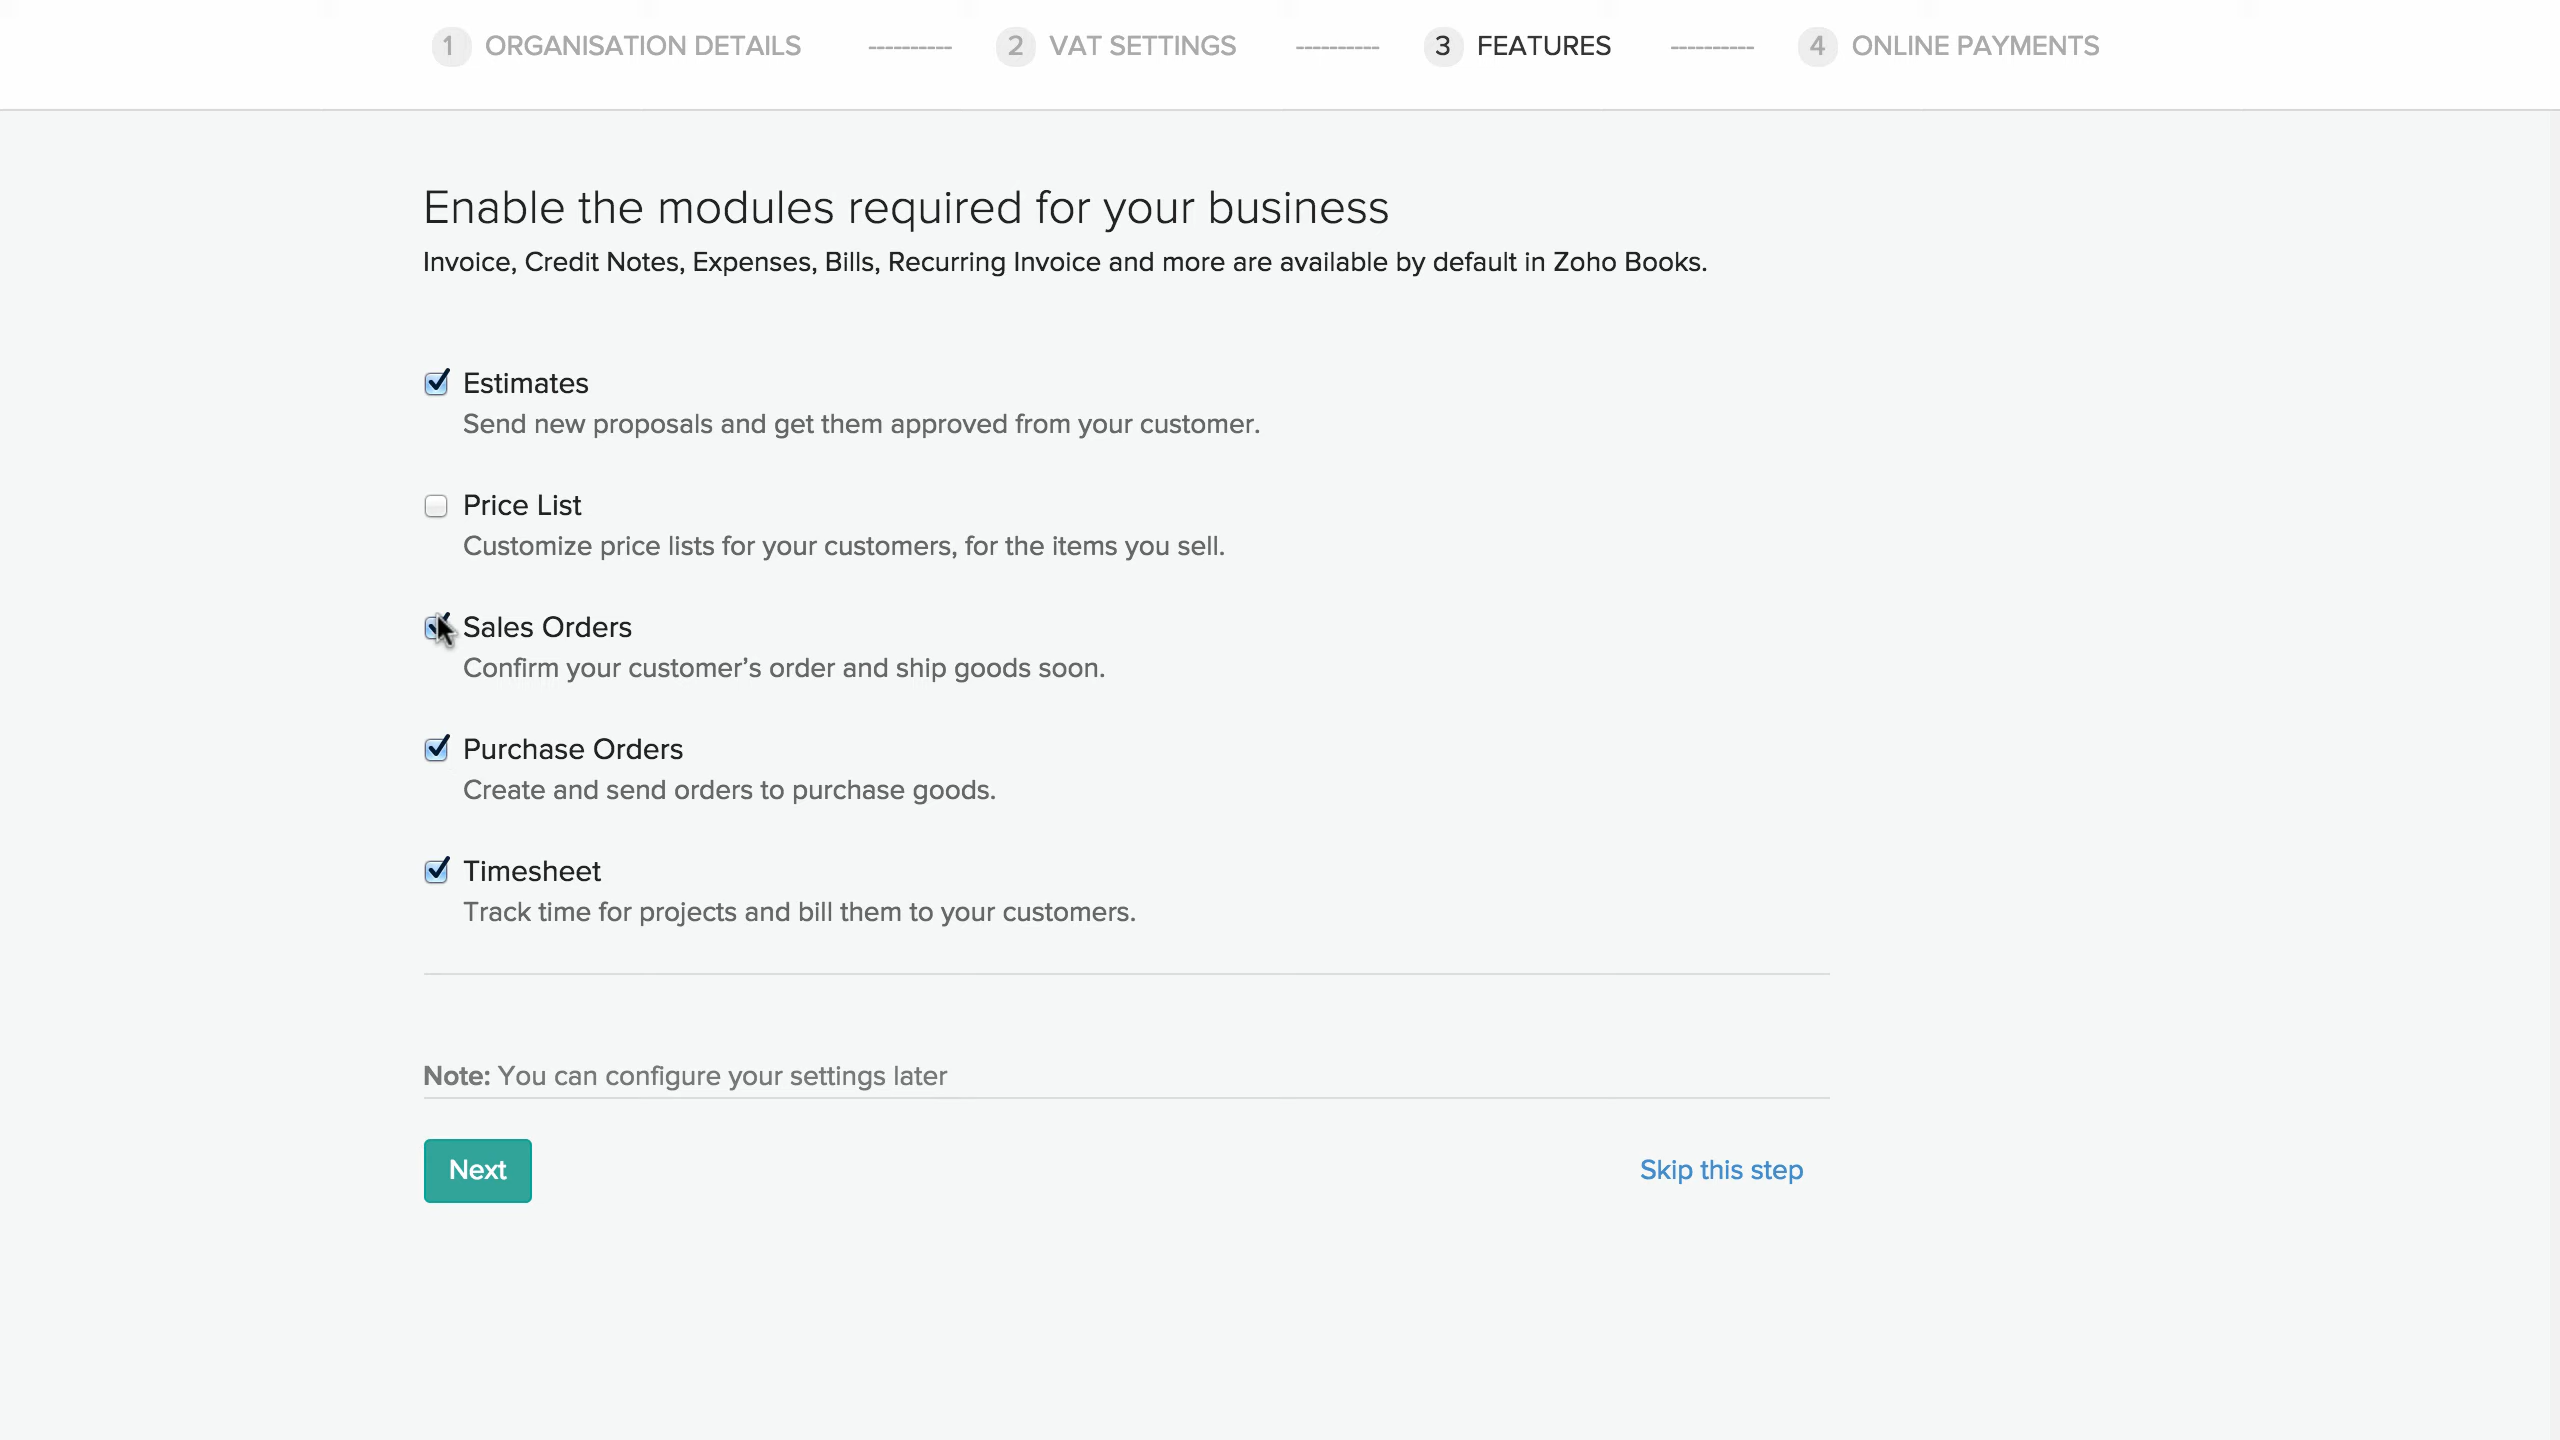 1 ORGANISATION DETAILS ---------- 2 VAT SETTINGS ---------- 3 FEATURES ---------- 4 ONLINE PAYMENTS
Enable the modules required for your business
Invoice, Credit Notes, Expenses, Bills, Recurring Invoice and more are available by default in Zoho Books.
Estimates
Send new proposals and get them approved from your customer.
Price List
Customize price lists for your customers, for the items you sell.
Sales Orders
Confirm your customer’s order and ship goods soon.
Purchase Orders
Create and send orders to purchase goods.
Timesheet
Track time for projects and bill them to your customers.
Note: You can configure your settings later
Next
Skip this step